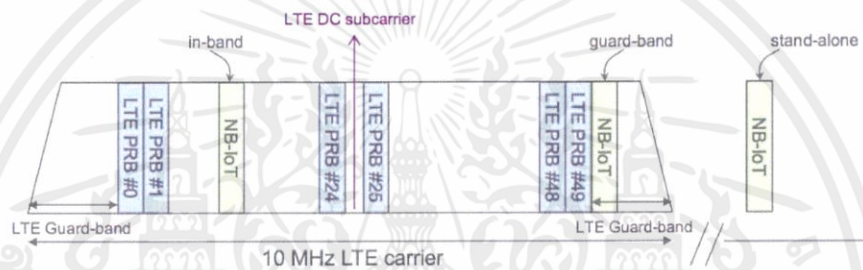 LTE DC subcarrier
in-band
guard-band
stand-alone
LTE PRB #0
LTE PRB #1
NB-IoT
LTE PRB #24
LTE PRB #25
LTE PRB #48
LTE PRB #49
NB-IoT
NB-IoT
LTE Guard-band
LTE Guard-band
10 MHz LTE carrier